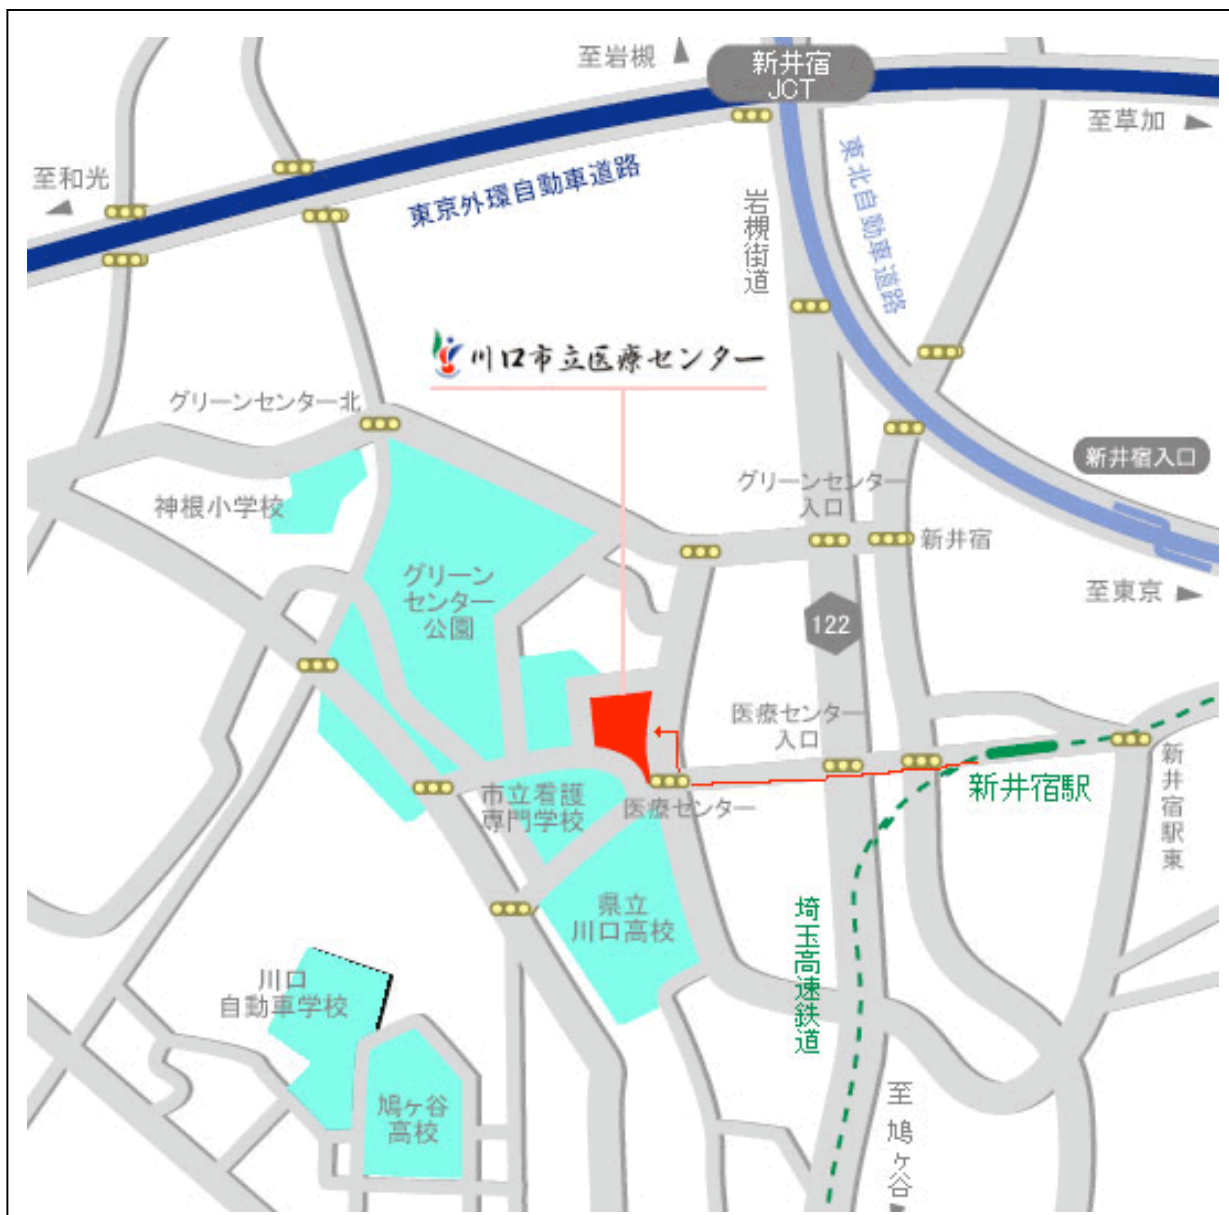 至岩槻
新井宿
JCT
至草加
至和光
東京外環自動車道路
岩槻街道
東北自動車道路
川口市立医療センター
グリーンセンター北
新井宿入口
グリーンセンター
入口
神根小学校
新井宿
グリーン
センター
公園
至東京
122
医療センター
入口
新井宿駅
新井宿駅東
市立看護
専門学校
医療センター
県立
川口高校
埼玉高速鉄道
川口
自動車学校
鳩ヶ谷
高校
至鳩ヶ谷